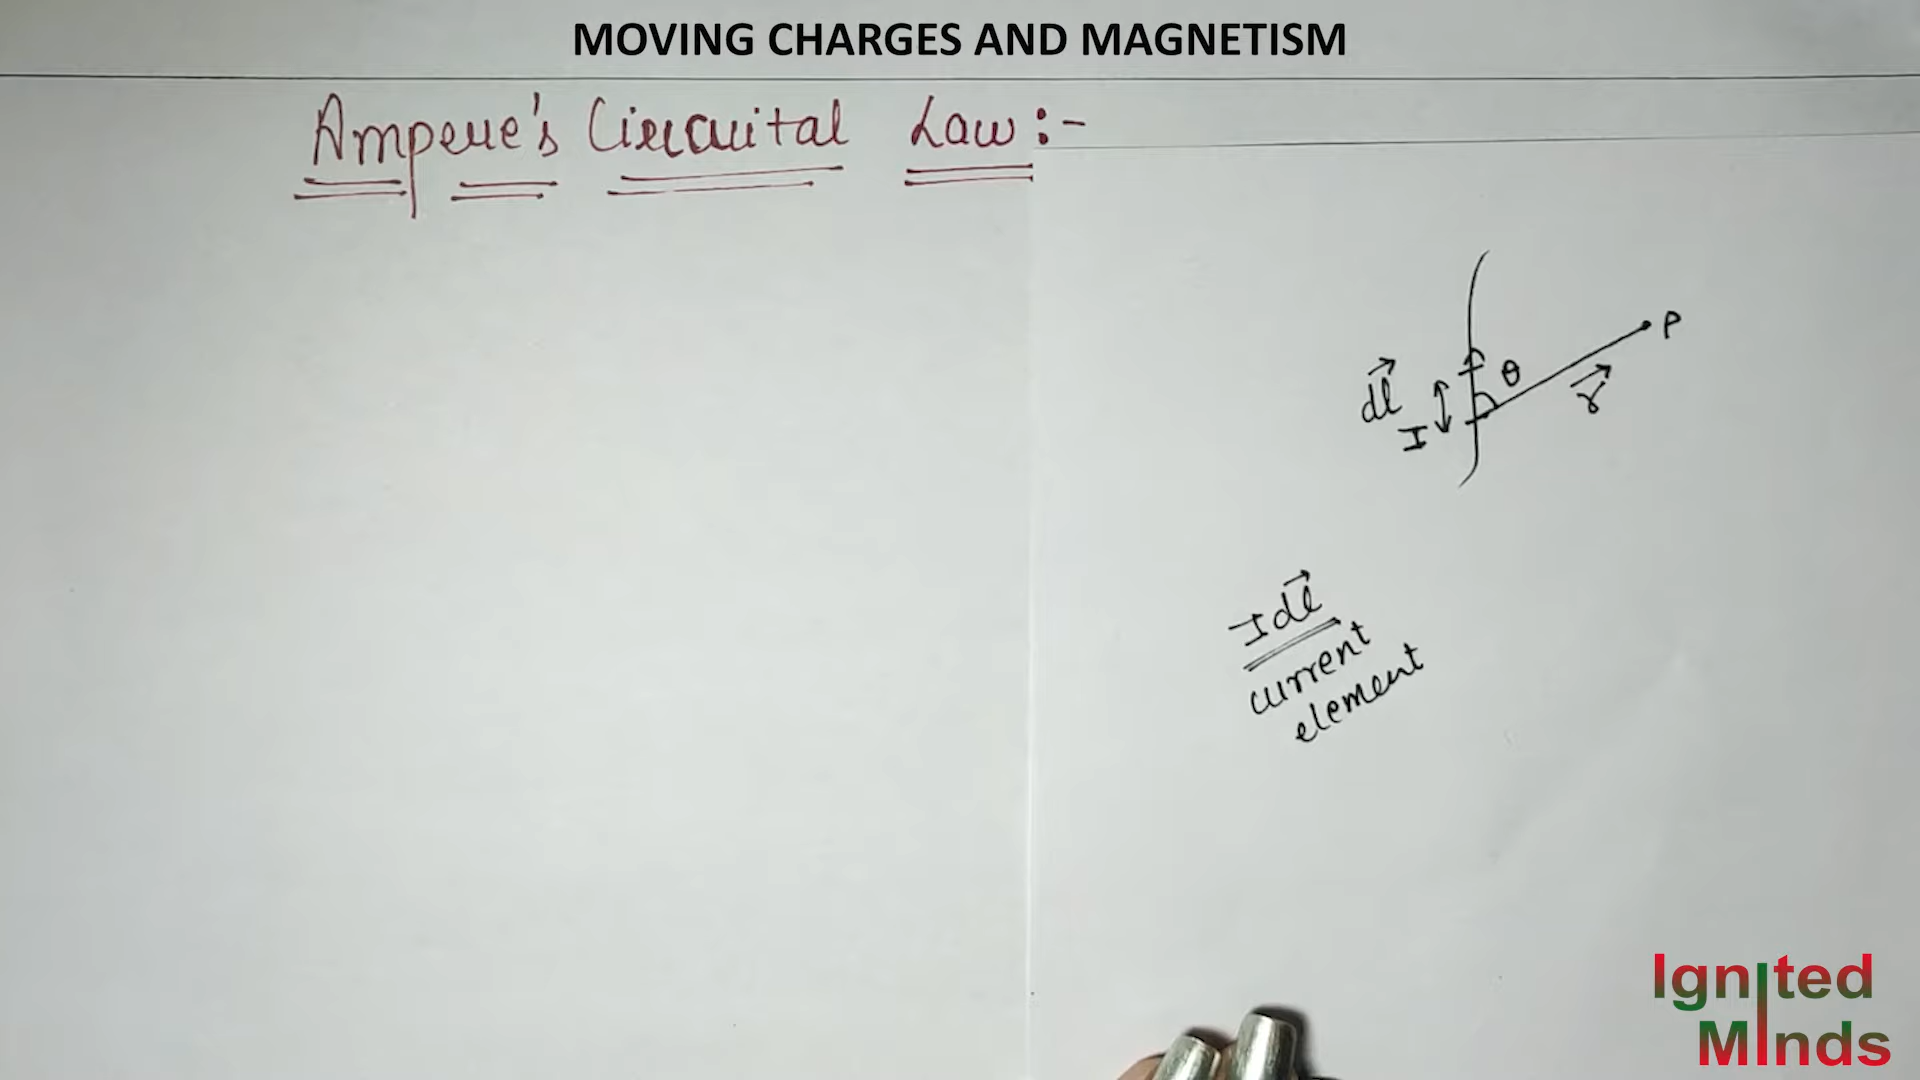 MOVING CHARGES AND MAGNETISM
Ampere's Circuital Law :-
P
θ
dl
r
I
Idl
current
element
Ignited
Minds